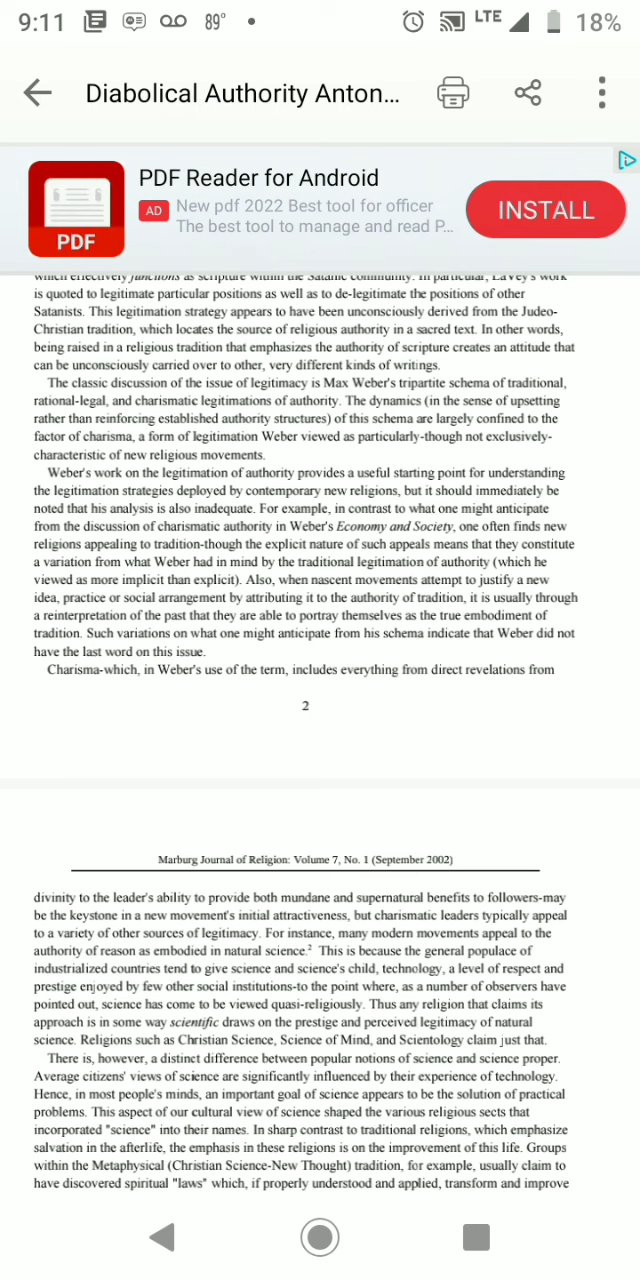 9:11 89° LTE 18%
Diabolical Authority Anton...
PDF Reader for Android
AD New pdf 2022 Best tool for officer
The best tool to manage and read P...
INSTALL
PDF
which effectively functions as scripture within the Satanic community. In particular, LaVey's work
is quoted to legitimate particular positions as well as to de-legitimate the positions of other
Satanists. This legitimation strategy appears to have been unconsciously derived from the Judeo-
Christian tradition, which locates the source of religious authority in a sacred text. In other words,
being raised in a religious tradition that emphasizes the authority of scripture creates an attitude that
can be unconsciously carried over to other, very different kinds of writings.
The classic discussion of the issue of legitimacy is Max Weber's tripartite schema of traditional,
rational-legal, and charismatic legitimations of authority. The dynamics (in the sense of upsetting
rather than reinforcing established authority structures) of this schema are largely confined to the
factor of charisma, a form of legitimation Weber viewed as particularly-though not exclusively-
characteristic of new religious movements.
Weber's work on the legitimation of authority provides a useful starting point for understanding
the legitimation strategies deployed by contemporary new religions, but it should immediately be
noted that his analysis is also inadequate. For example, in contrast to what one might anticipate
from the discussion of charismatic authority in Weber's Economy and Society, one often finds new
religions appealing to tradition-though the explicit nature of such appeals means that they constitute
a variation from what Weber had in mind by the traditional legitimation of authority (which he
viewed as more implicit than explicit). Also, when nascent movements attempt to justify a new
idea, practice or social arrangement by attributing it to the authority of tradition, it is usually through
a reinterpretation of the past that they are able to portray themselves as the true embodiment of
tradition. Such variations on what one might anticipate from his schema indicate that Weber did not
have the last word on this issue.
Charisma-which, in Weber's use of the term, includes everything from direct revelations from
2
Marburg Journal of Religion: Volume 7, No. 1 (September 2002)
divinity to the leader's ability to provide both mundane and supernatural benefits to followers-may
be the keystone in a new movement's initial attractiveness, but charismatic leaders typically appeal
to a variety of other sources of legitimacy. For instance, many modern movements appeal to the
authority of reason as embodied in natural science.² This is because the general populace of
industrialized countries tend to give science and science's child, technology, a level of respect and
prestige enjoyed by few other social institutions-to the point where, as a number of observers have
pointed out, science has come to be viewed quasi-religiously. Thus any religion that claims its
approach is in some way scientific draws on the prestige and perceived legitimacy of natural
science. Religions such as Christian Science, Science of Mind, and Scientology claim just that.
There is, however, a distinct difference between popular notions of science and science proper.
Average citizens' views of science are significantly influenced by their experience of technology.
Hence, in most people's minds, an important goal of science appears to be the solution of practical
problems. This aspect of our cultural view of science shaped the various religious sects that
incorporated "science" into their names. In sharp contrast to traditional religions, which emphasize
salvation in the afterlife, the emphasis in these religions is on the improvement of this life. Groups
within the Metaphysical (Christian Science-New Thought) tradition, for example, usually claim to
have discovered spiritual "laws" which, if properly understood and applied, transform and improve